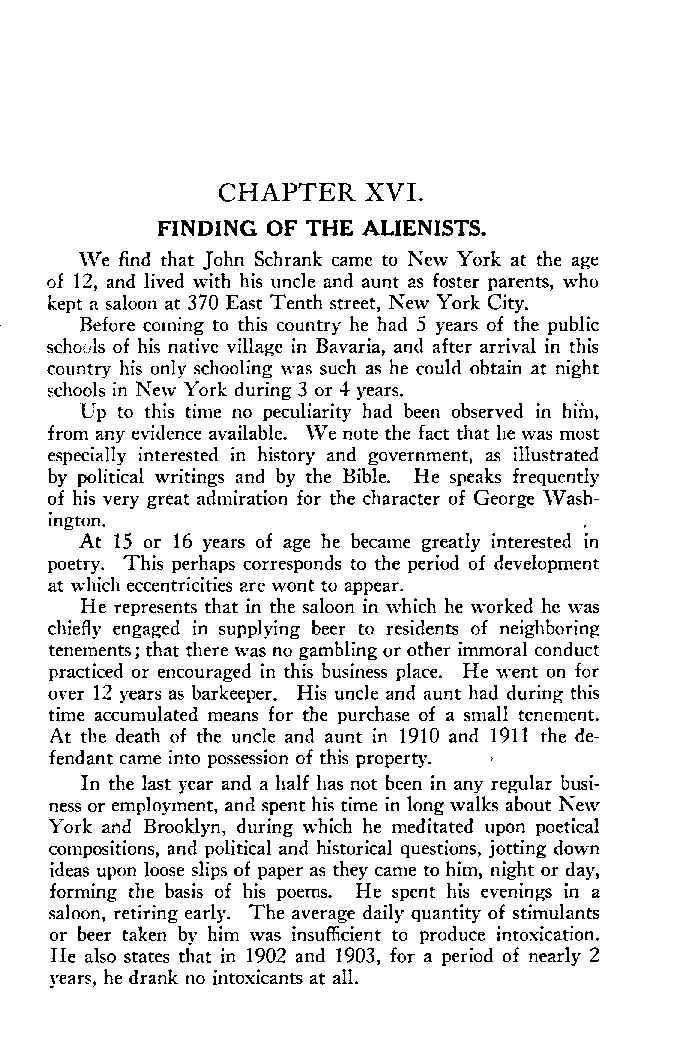 CHAPTER XVI.
FINDING OF THE ALIENISTS.
We find that John Schrank came to New York at the age
of 12, and lived with his uncle and aunt as foster parents, who
kept a saloon at 370 East Tenth street, New York City.
Before coming to this country he had 5 years of the public
schools of his native village in Bavaria, and after arrival in this
country his only schooling was such as he could obtain at night
schools in New York during 3 or 4 years.
Up to this time no peculiarity had been observed in him,
from any evidence available. We note the fact that he was most
especially interested in history and government, as illustrated
by political writings and by the Bible. He speaks frequently
of his very great admiration for the character of George Wash-
ington.
At 15 or 16 years of age he became greatly interested in
poetry. This perhaps corresponds to the period of development
at which eccentricities are wont to appear.
He represents that in the saloon in which he worked he was
chiefly engaged in supplying beer to residents of neighboring
tenements; that there was no gambling or other immoral conduct
practiced or encouraged in this business place. He went on for
over 12 years as barkeeper. His uncle and aunt had during this
time accumulated means for the purchase of a small tenement.
At the death of the uncle and aunt in 1910 and 1911 the de-
fendant came into possession of this property.
In the last year and a half has not been in any regular busi-
ness or employment, and spent his time in long walks about New
York and Brooklyn, during which he meditated upon poetical
compositions, and political and historical questions, jotting down
ideas upon loose slips of paper as they came to him, night or day,
forming the basis of his poems. He spent his evenings in a
saloon, retiring early. The average daily quantity of stimulants
or beer taken by him was insufficient to produce intoxication.
He also states that in 1902 and 1903, for a period of nearly 2
years, he drank no intoxicants at all.